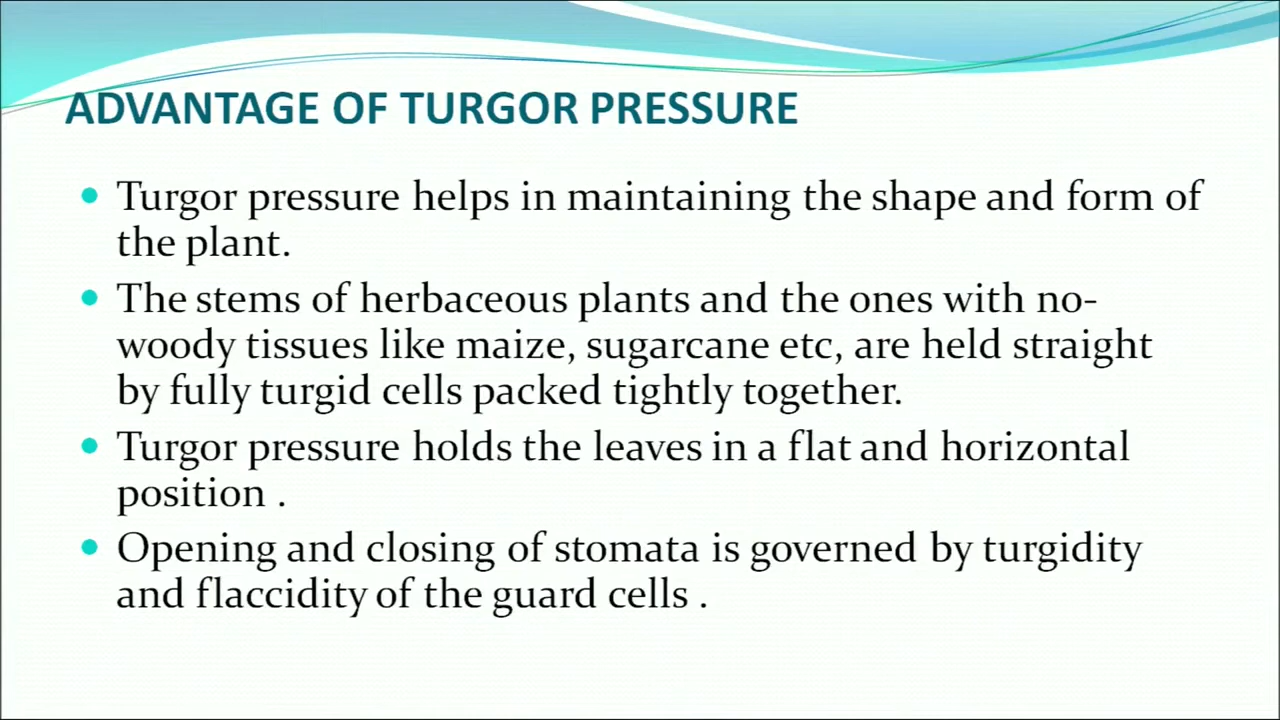 ADVANTAGE OF TURGOR PRESSURE
• Turgor pressure helps in maintaining the shape and form of
the plant.
• The stems of herbaceous plants and the ones with no-
woody tissues like maize, sugarcane etc, are held straight
by fully turgid cells packed tightly together.
• Turgor pressure holds the leaves in a flat and horizontal
position .
• Opening and closing of stomata is governed by turgidity
and flaccidity of the guard cells .